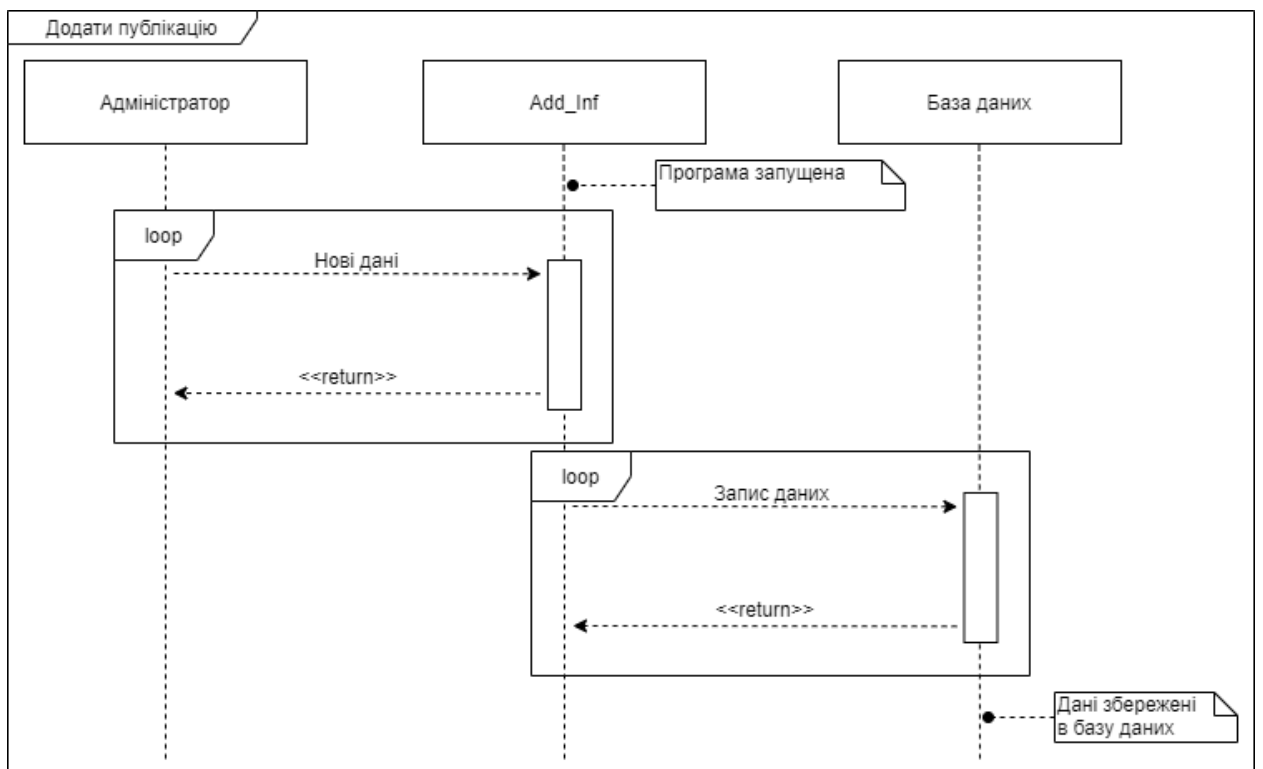 Додати публікацію
Адміністратор
Add_Inf
База даних
Програма запущена
loop
Нові дані
<<return>>
loop
Запис даних
<<return>>
Дані збережені
в базу даних